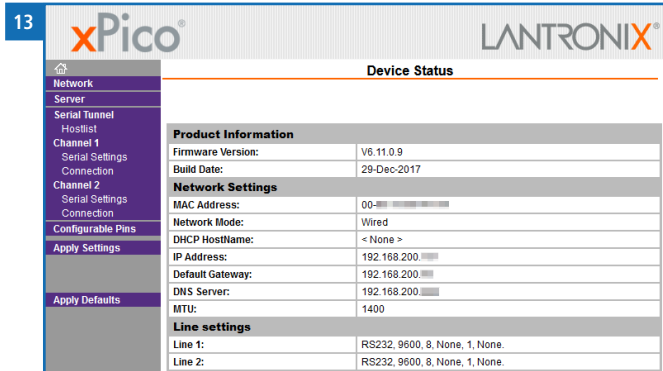 13
xPico®
LANTRONIX®
Device Status
Network
Server
Serial Tunnel
Hostlist
Channel 1
Serial Settings
Connection
Channel 2
Serial Settings
Connection
Configurable Pins
Apply Settings
Apply Defaults
Product Information
Firmware Version: V6.11.0.9
Build Date: 29-Dec-2017
Network Settings
MAC Address: 00-
Network Mode: Wired
DHCP HostName: < None >
IP Address: 192.168.200.
Default Gateway: 192.168.200.
DNS Server: 192.168.200.
MTU: 1400
Line settings
Line 1: RS232, 9600, 8, None, 1, None.
Line 2: RS232, 9600, 8, None, 1, None.